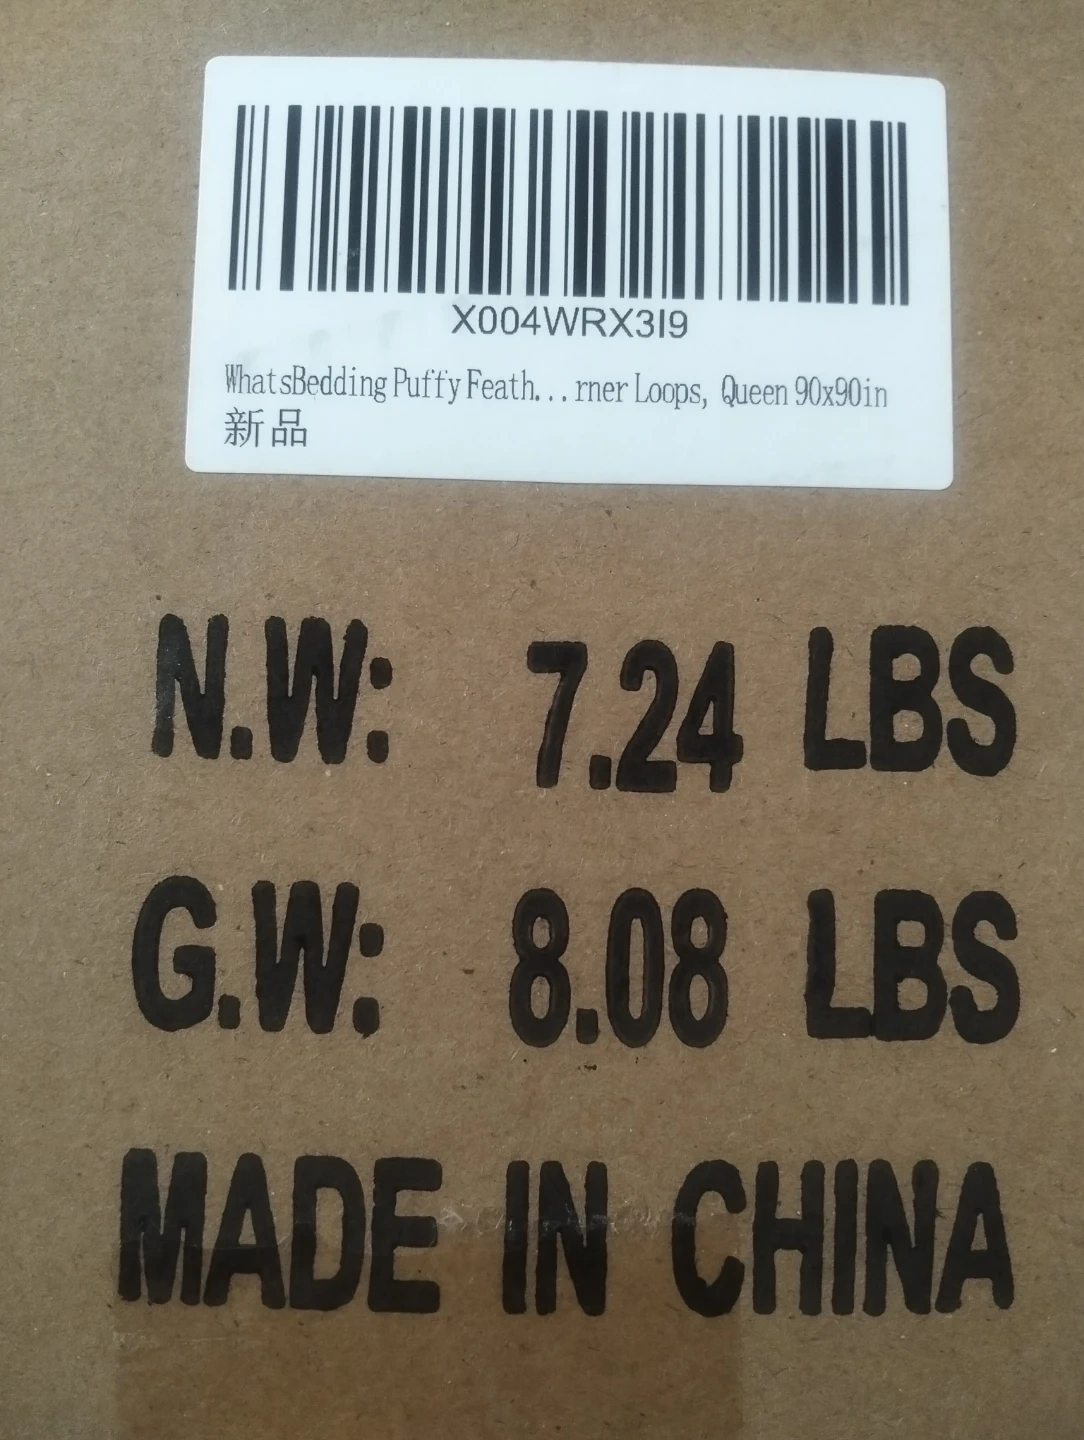 X004WRX3I9
WhatsBedding Puffy Feath...rner Loops, Queen 90x90in
新品
N.W: 7.24 LBS
G.W: 8.08 LBS
MADE IN CHINA